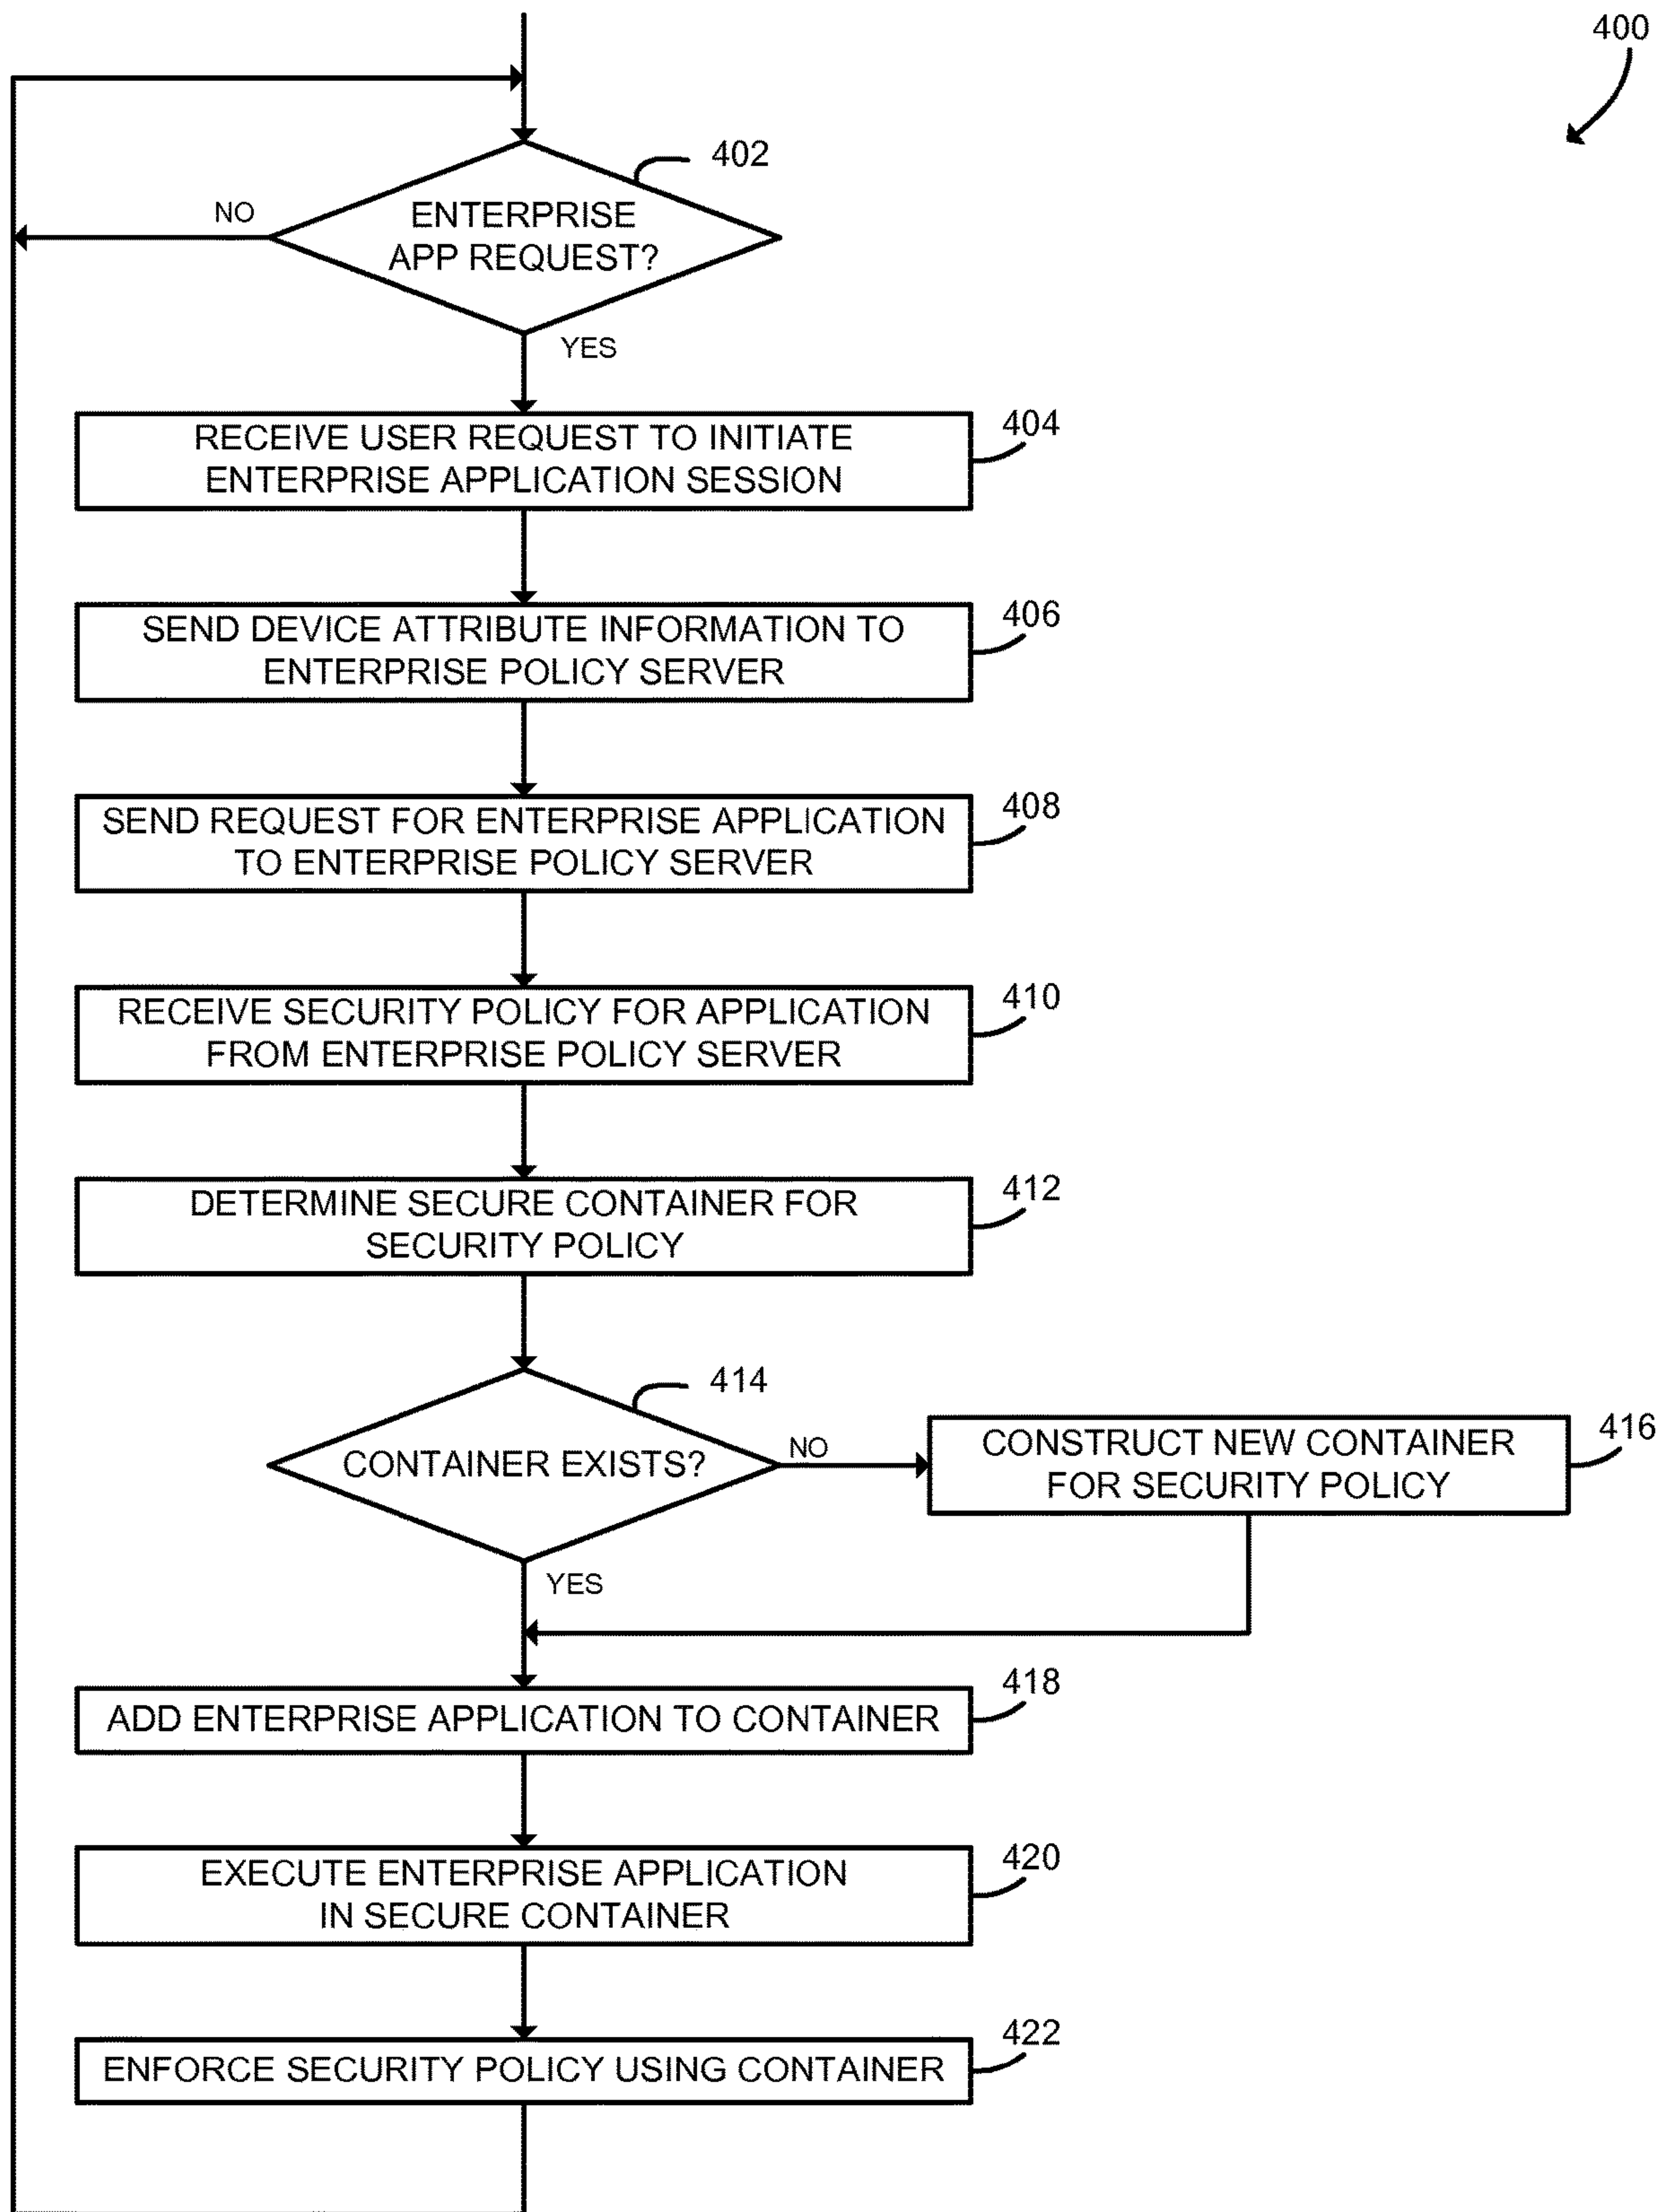 400
402
ENTERPRISE
APP REQUEST?
NO
YES
RECEIVE USER REQUEST TO INITIATE
ENTERPRISE APPLICATION SESSION
404
SEND DEVICE ATTRIBUTE INFORMATION TO
ENTERPRISE POLICY SERVER
406
SEND REQUEST FOR ENTERPRISE APPLICATION
TO ENTERPRISE POLICY SERVER
408
RECEIVE SECURITY POLICY FOR APPLICATION
FROM ENTERPRISE POLICY SERVER
410
DETERMINE SECURE CONTAINER FOR
SECURITY POLICY
412
414
CONTAINER EXISTS?
NO
CONSTRUCT NEW CONTAINER
FOR SECURITY POLICY
416
YES
ADD ENTERPRISE APPLICATION TO CONTAINER
418
EXECUTE ENTERPRISE APPLICATION
IN SECURE CONTAINER
420
ENFORCE SECURITY POLICY USING CONTAINER
422